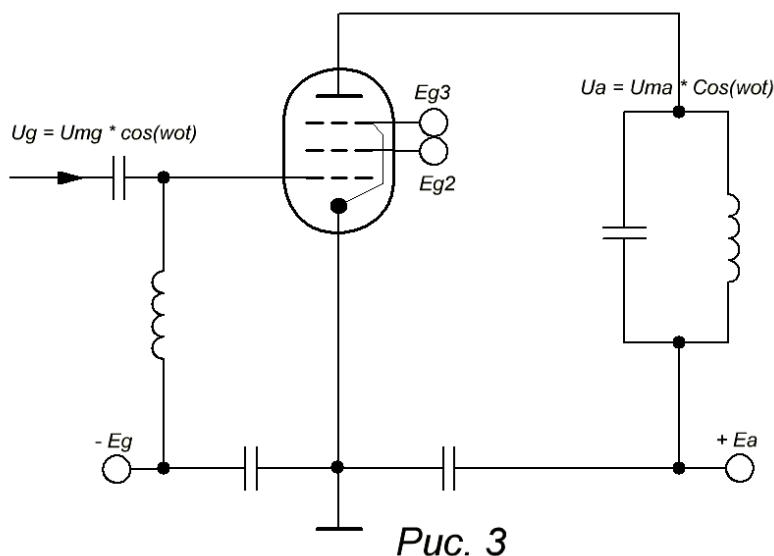 Eg3
Ua = Uma * Cos(wot)
Ug = Umg * cos(wot)
Eg2
- Eg
+ Ea
Рис. 3